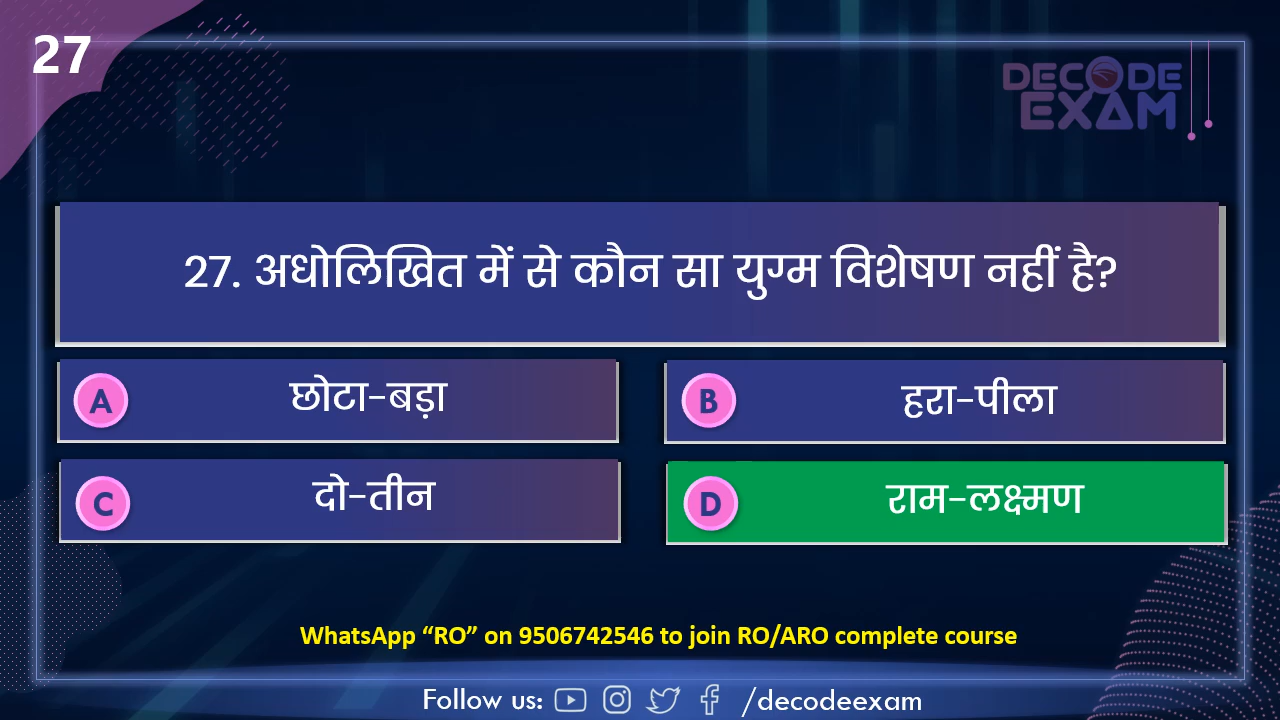 27
DECODE
EXAM
27. अधोलिखित में से कौन सा युग्म विशेषण नहीं है?
A छोटा-बड़ा
B हरा-पीला
C दो-तीन
D राम-लक्ष्मण
WhatsApp “RO” on 9506742546 to join RO/ARO complete course
Follow us: /decodeexam